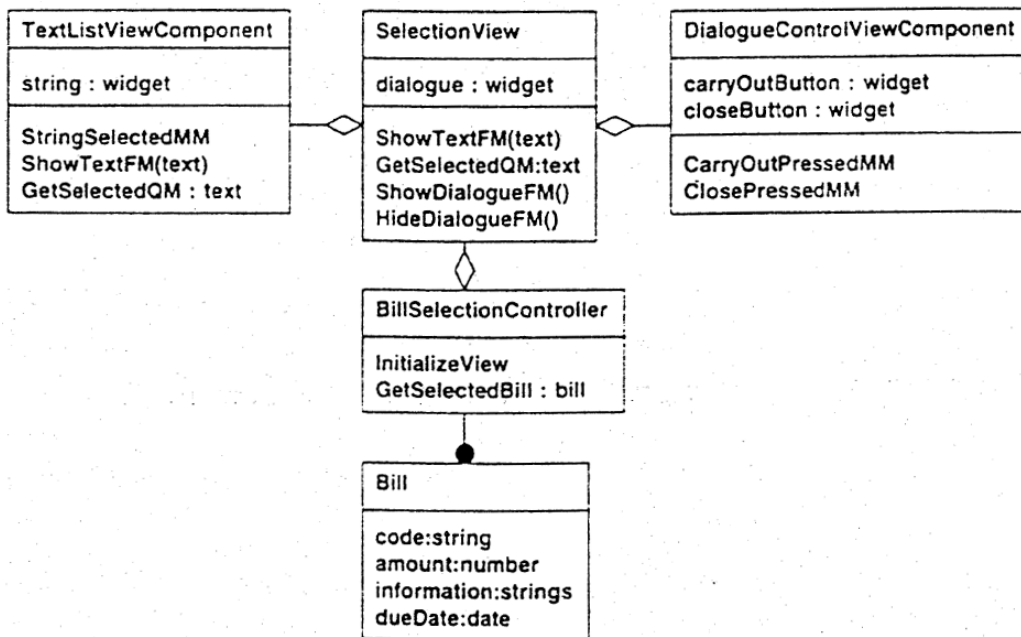 TextListViewComponent
string : widget
StringSelectedMM
ShowTextFM(text)
GetSelectedQM : text
SelectionView
dialogue : widget
ShowTextFM(text)
GetSelectedQM:text
ShowDialogueFM()
HideDialogueFM()
DialogueControlViewComponent
carryOutButton : widget
closeButton : widget
CarryOutPressedMM
ClosePressedMM
BillSelectionController
InitializeView
GetSelectedBill : bill
Bill
code:string
amount:number
information:strings
dueDate:date